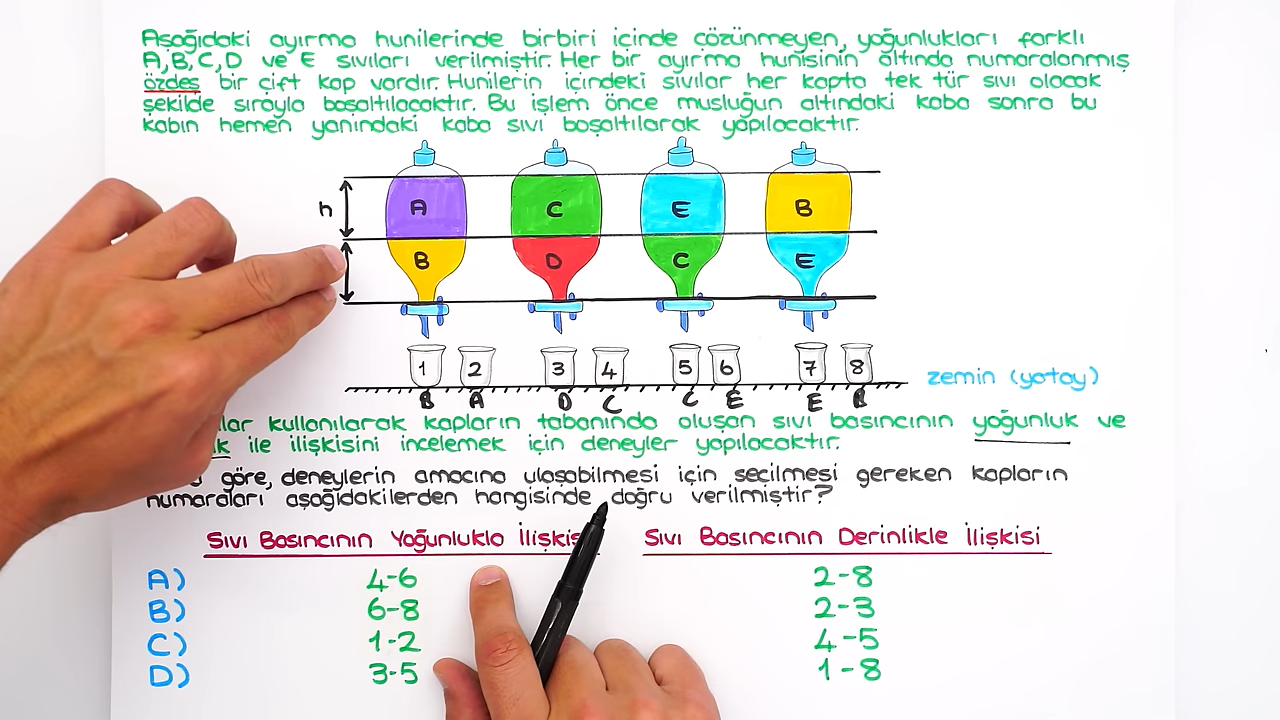 Aşağıdaki ayırma hunilerinde birbiri içinde çözünmeyen, yoğunlukları farklı
A, B, C, D ve E sıvıları verilmiştir. Her bir ayırma hunisinin altında numaralanmış
özdeş bir çift kap vardır. Hunilerin içindeki sıvılar her kapta tek tür sıvı olacak
şekilde sırayla boşaltılacaktır. Bu işlem önce musluğun altındaki kaba sonra bu
kabın hemen yanındaki kaba sıvı boşaltılarak yapılacaktır.
h
A C E B
B D C E
1 2 3 4 5 6 7 8
zemin (yatay)
B A D C C E E B
kullanılarak kapların tabanında oluşan sıvı basıncının yoğunluk ve
ile ilişkisini incelemek için deneyler yapılacaktır.
göre, deneylerin amacına ulaşabilmesi için seçilmesi gereken kapların
numaraları aşağıdakilerden hangisinde doğru verilmiştir?
Sıvı Basıncının Yoğunlukla Sıvı Basıncının Derinlikle İlişkisi
A) 4-6 2-8
B) 6-8 2-3
C) 1-2 4-5
D) 3-5 1-8